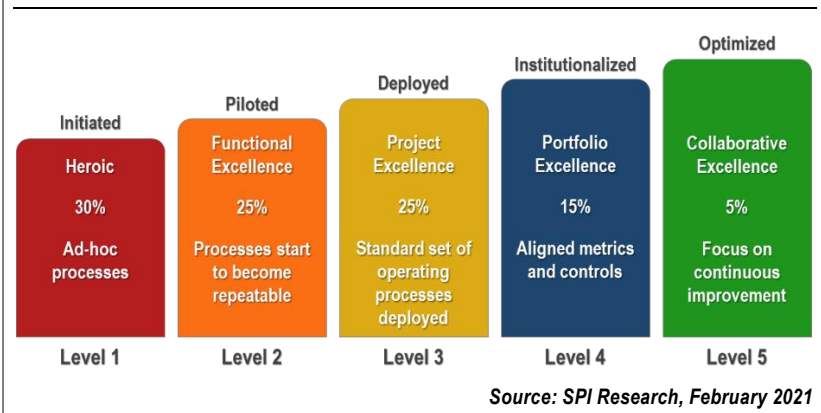 Initiated
Heroic
30%
Ad-hoc
processes
Level 1
Piloted
Functional
Excellence
25%
Processes start
to become
repeatable
Level 2
Deployed
Project
Excellence
25%
Standard set of
operating
processes
deployed
Level 3
Institutionalized
Portfolio
Excellence
15%
Aligned metrics
and controls
Level 4
Optimized
Collaborative
Excellence
5%
Focus on
continuous
improvement
Level 5
Source: SPI Research, February 2021